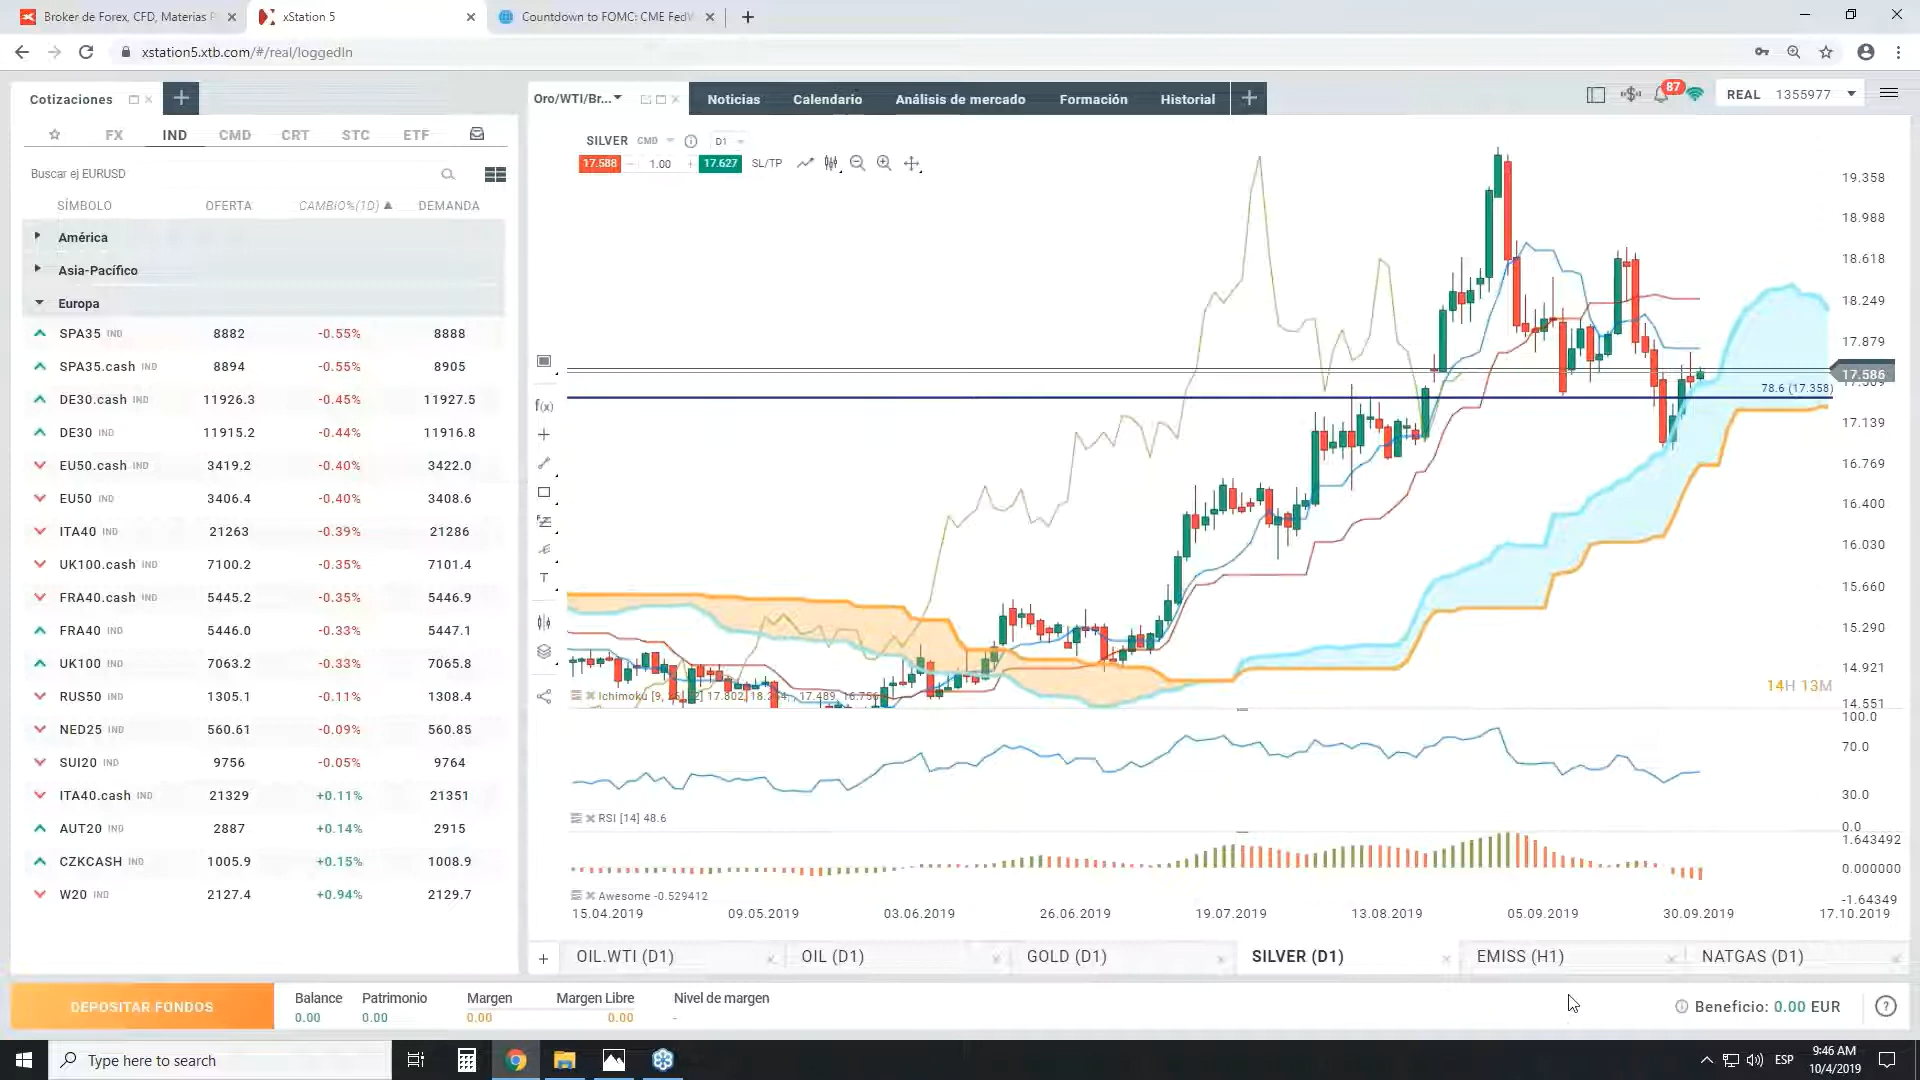 Broker de Forex, CFD, Materias P
xStation 5
Countdown to FOMC: CME FedW
xstation5.xtb.com/#/real/loggedIn
Cotizaciones
Oro/WTI/Br...
Noticias
Calendario
Análisis de mercado
Formación
Historial
87
REAL 1355977
FX IND CMD CRT STC ETF
Buscar ej EURUSD
SÍMBOLO OFERTA CAMBIO%(1D) DEMANDA
América
Asia-Pacífico
Europa
SPA35 IND 8882 -0.55% 8888
SPA35.cash IND 8894 -0.55% 8905
DE30.cash IND 11926.3 -0.45% 11927.5
DE30 IND 11915.2 -0.44% 11916.8
EU50.cash IND 3419.2 -0.40% 3422.0
EU50 IND 3406.4 -0.40% 3408.6
ITA40 IND 21263 -0.39% 21286
UK100.cash IND 7100.2 -0.35% 7101.4
FRA40.cash IND 5445.2 -0.35% 5446.9
FRA40 IND 5446.0 -0.33% 5447.1
UK100 IND 7063.2 -0.33% 7065.8
RUS50 IND 1305.1 -0.11% 1308.4
NED25 IND 560.61 -0.09% 560.85
SUI20 IND 9756 -0.05% 9764
ITA40.cash IND 21329 +0.11% 21351
AUT20 IND 2887 +0.14% 2915
CZKCASH IND 1005.9 +0.15% 1008.9
W20 IND 2127.4 +0.94% 2129.7
SILVER CMD D1
17.588 1.00 17.627 SL/TP
f(x)
T
19.358
18.988
18.618
18.249
17.879
17.586
78.6 (17.358)
17.139
16.769
16.400
16.030
15.660
15.290
14.921
14H 13M
14.551
17.489, 16.756
100.0
70.0
30.0
RSI [14] 48.6
0.0
1.643492
0.000000
Awesome -0.529412
-1.64349
15.04.2019 09.05.2019 03.06.2019 26.06.2019 19.07.2019 13.08.2019 05.09.2019 30.09.2019 17.10.2019
OIL.WTI (D1) OIL (D1) GOLD (D1) SILVER (D1) EMISS (H1) NATGAS (D1)
DEPOSITAR FONDOS
Balance Patrimonio Margen Margen Libre Nivel de margen
0.00 0.00 0.00 0.00 -
Beneficio: 0.00 EUR
Type here to search
ESP
9:46 AM
10/4/2019